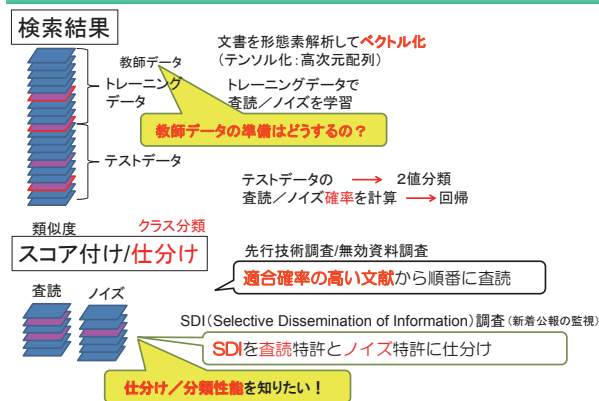 検索結果
教師データ
トレーニング
データ
テストデータ
文書を形態素解析してベクトル化
（テンソル化：高次元配列）
トレーニングデータで
査読／ノイズを学習
教師データの準備はどうするの？
テストデータの → 2値分類
査読／ノイズ確率を計算 → 回帰
類似度 クラス分類
スコア付け/仕分け
先行技術調査/無効資料調査
適合確率の高い文献から順番に査読
査読 ノイズ
SDI（Selective Dissemination of Information）調査（新着公報の監視）
SDIを査読特許とノイズ特許に仕分け
仕分け／分類性能を知りたい！